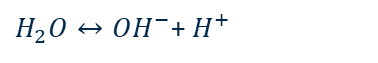 H₂O ↔ OH⁻ + H⁺